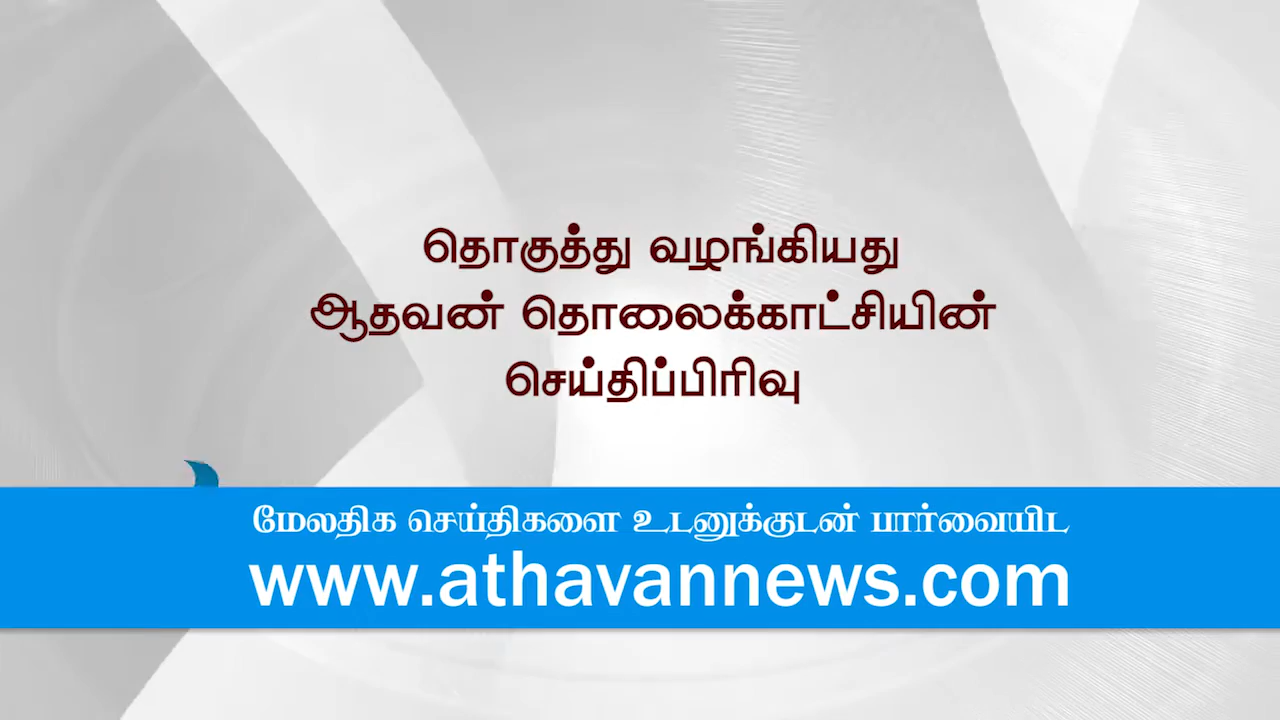 தொகுத்து வழங்கியது
ஆதவன் தொலைக்காட்சியின்
செய்திப்பிரிவு
மேலதிக செய்திகளை உடனுக்குடன் பார்வையிட
www.athavannews.com